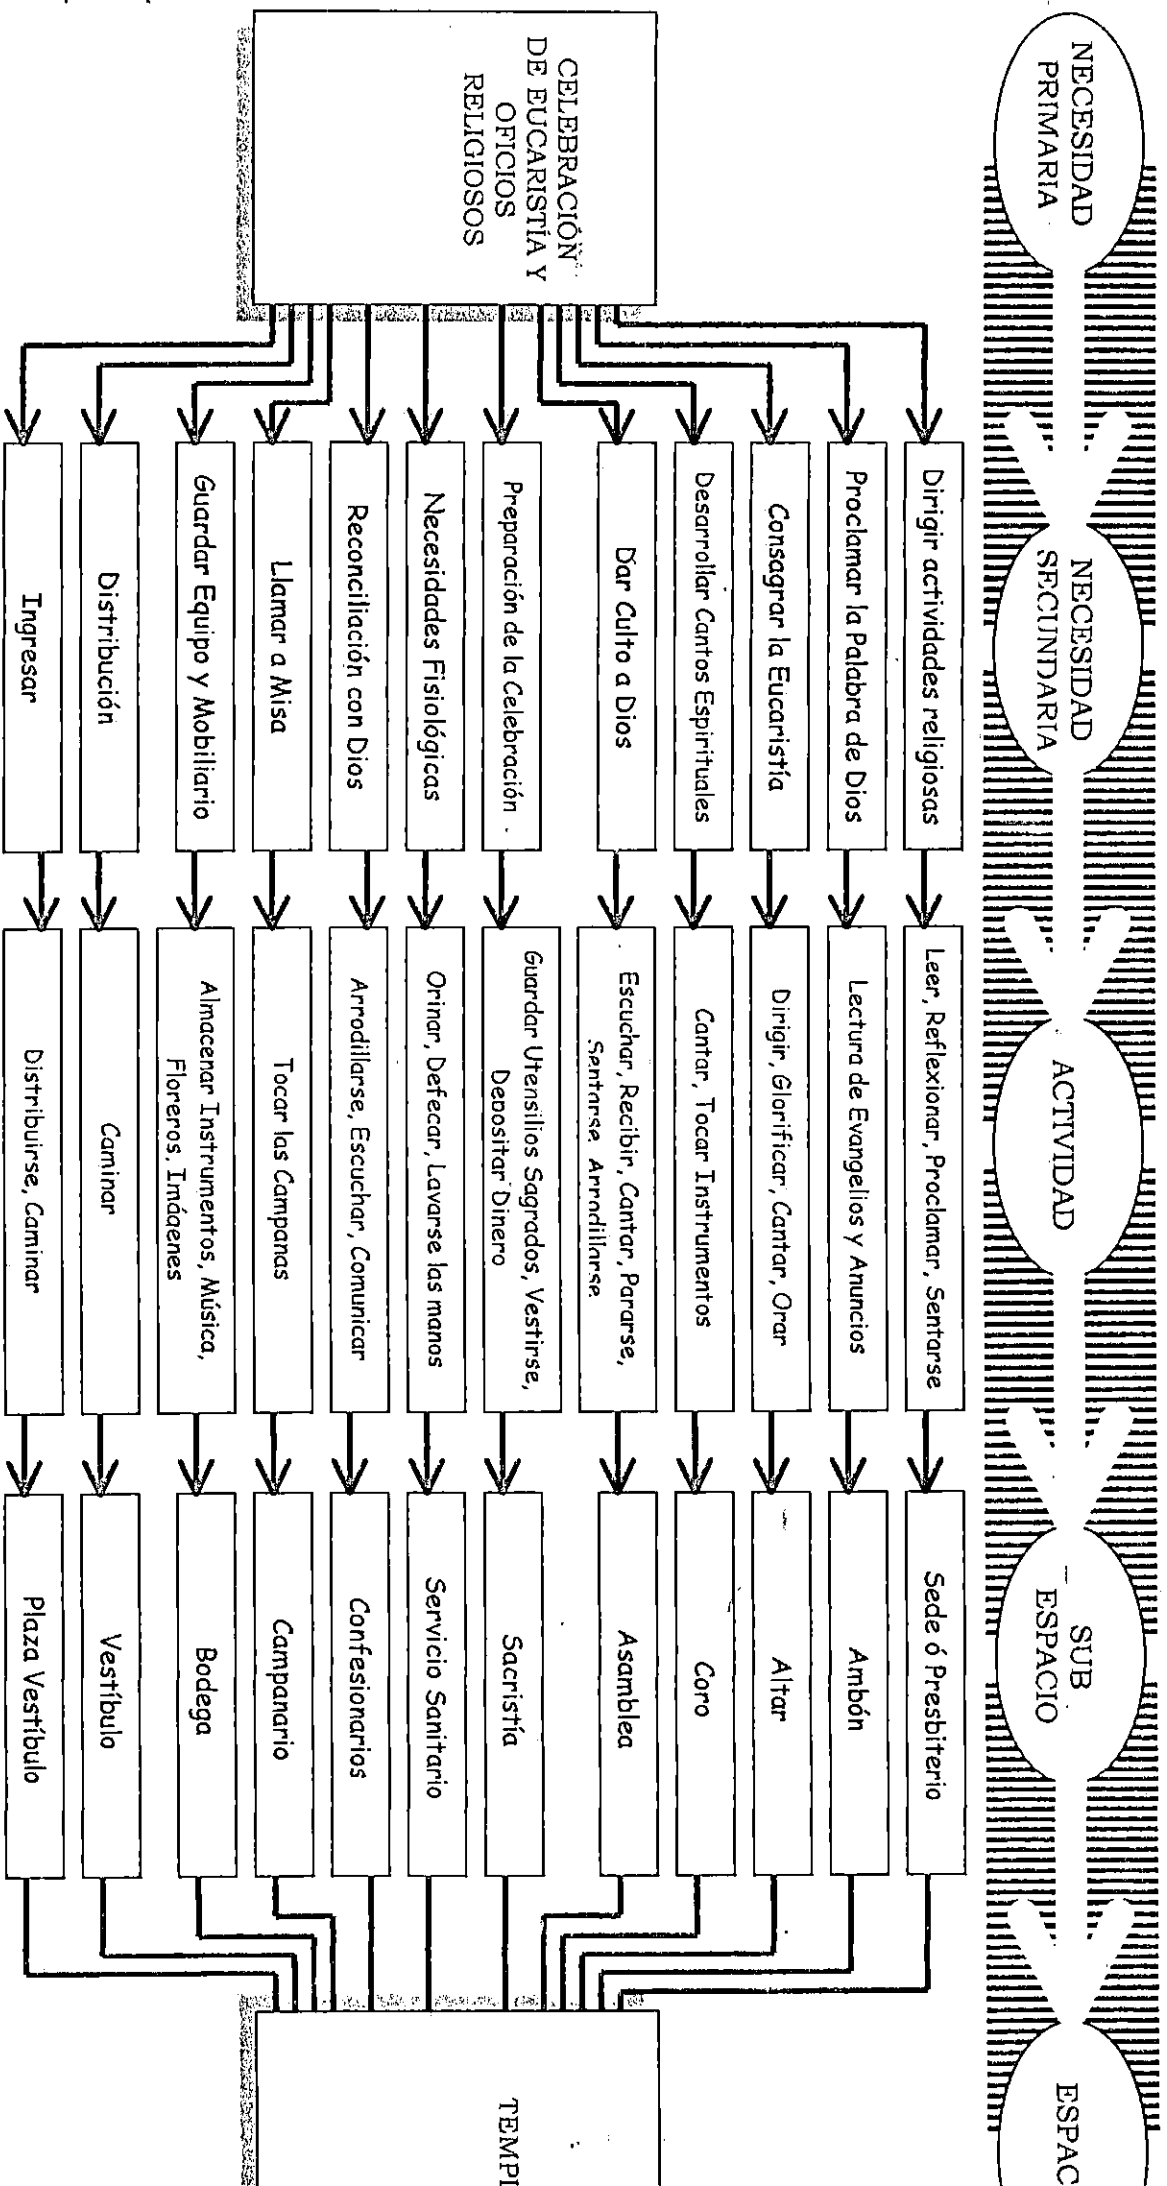 NECESIDAD
PRIMARIA
NECESIDAD
SECUNDARIA
ACTIVIDAD
SUB
ESPACIO
ESPAC
CELEBRACIÓN
DE EUCARISTÍA Y
OFICIOS
RELIGIOSOS
Dirigir actividades religiosas
Leer, Reflexionar, Proclamar, Sentarse
Sede ó Presbiterio
Proclamar la Palabra de Dios
Lectura de Evangelios y Anuncios
Ambón
Consagrar la Eucaristía
Dirigir, Glorificar, Cantar, Orar
Altar
Desarrollar Cantos Espirituales
Cantar, Tocar Instrumentos
Coro
Dar Culto a Dios
Escuchar, Recibir, Cantar, Pararse,
Sentarse, Arrodillarse
Asamblea
Preparación de la Celebración
Guardar Utensilios Sagrados, Vestirse,
Depositar Dinero
Sacristía
Necesidades Fisiológicas
Orinar, Defecar, Lavarse las manos
Servicio Sanitario
Reconciliación con Dios
Arrodillarse, Escuchar, Comunicar
Confesionarios
Llamar a Misa
Tocar las Campanas
Campanario
Guardar Equipo y Mobiliario
Almacenar Instrumentos, Música,
Floreros, Imágenes
Bodega
Distribución
Caminar
Vestíbulo
Ingresar
Distribuirse, Caminar
Plaza Vestíbulo
TEMPL